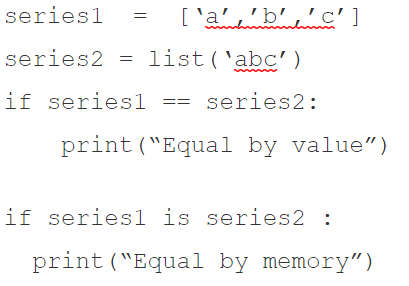 series1  =  [‘a’,’b’,’c’]
series2 = list(‘abc’)
if series1 == series2:
    print(“Equal by value”)
if series1 is series2 :
  print(“Equal by memory”)